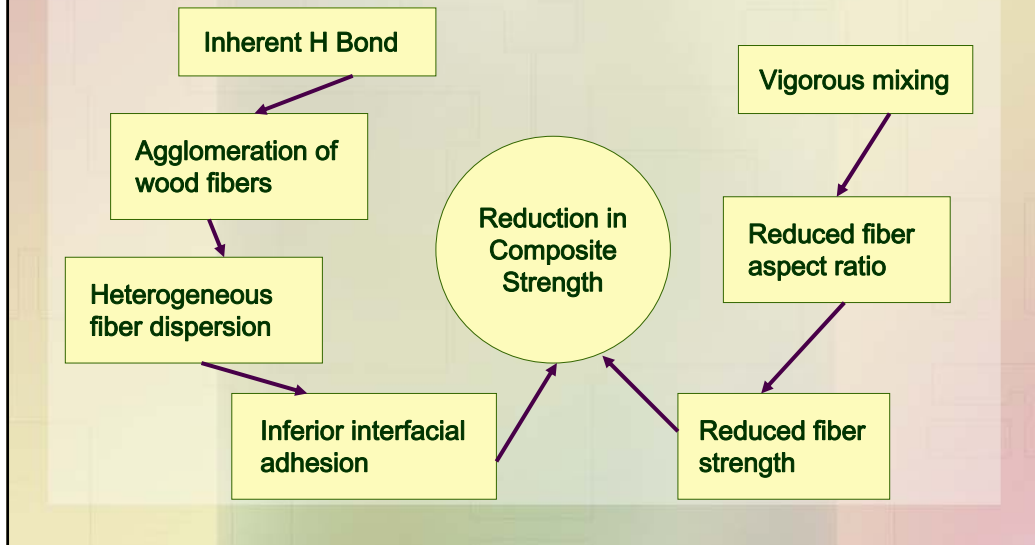 Inherent H Bond
Agglomeration of
wood fibers
Heterogeneous
fiber dispersion
Inferior interfacial
adhesion
Reduction in
Composite
Strength
Vigorous mixing
Reduced fiber
aspect ratio
Reduced fiber
strength